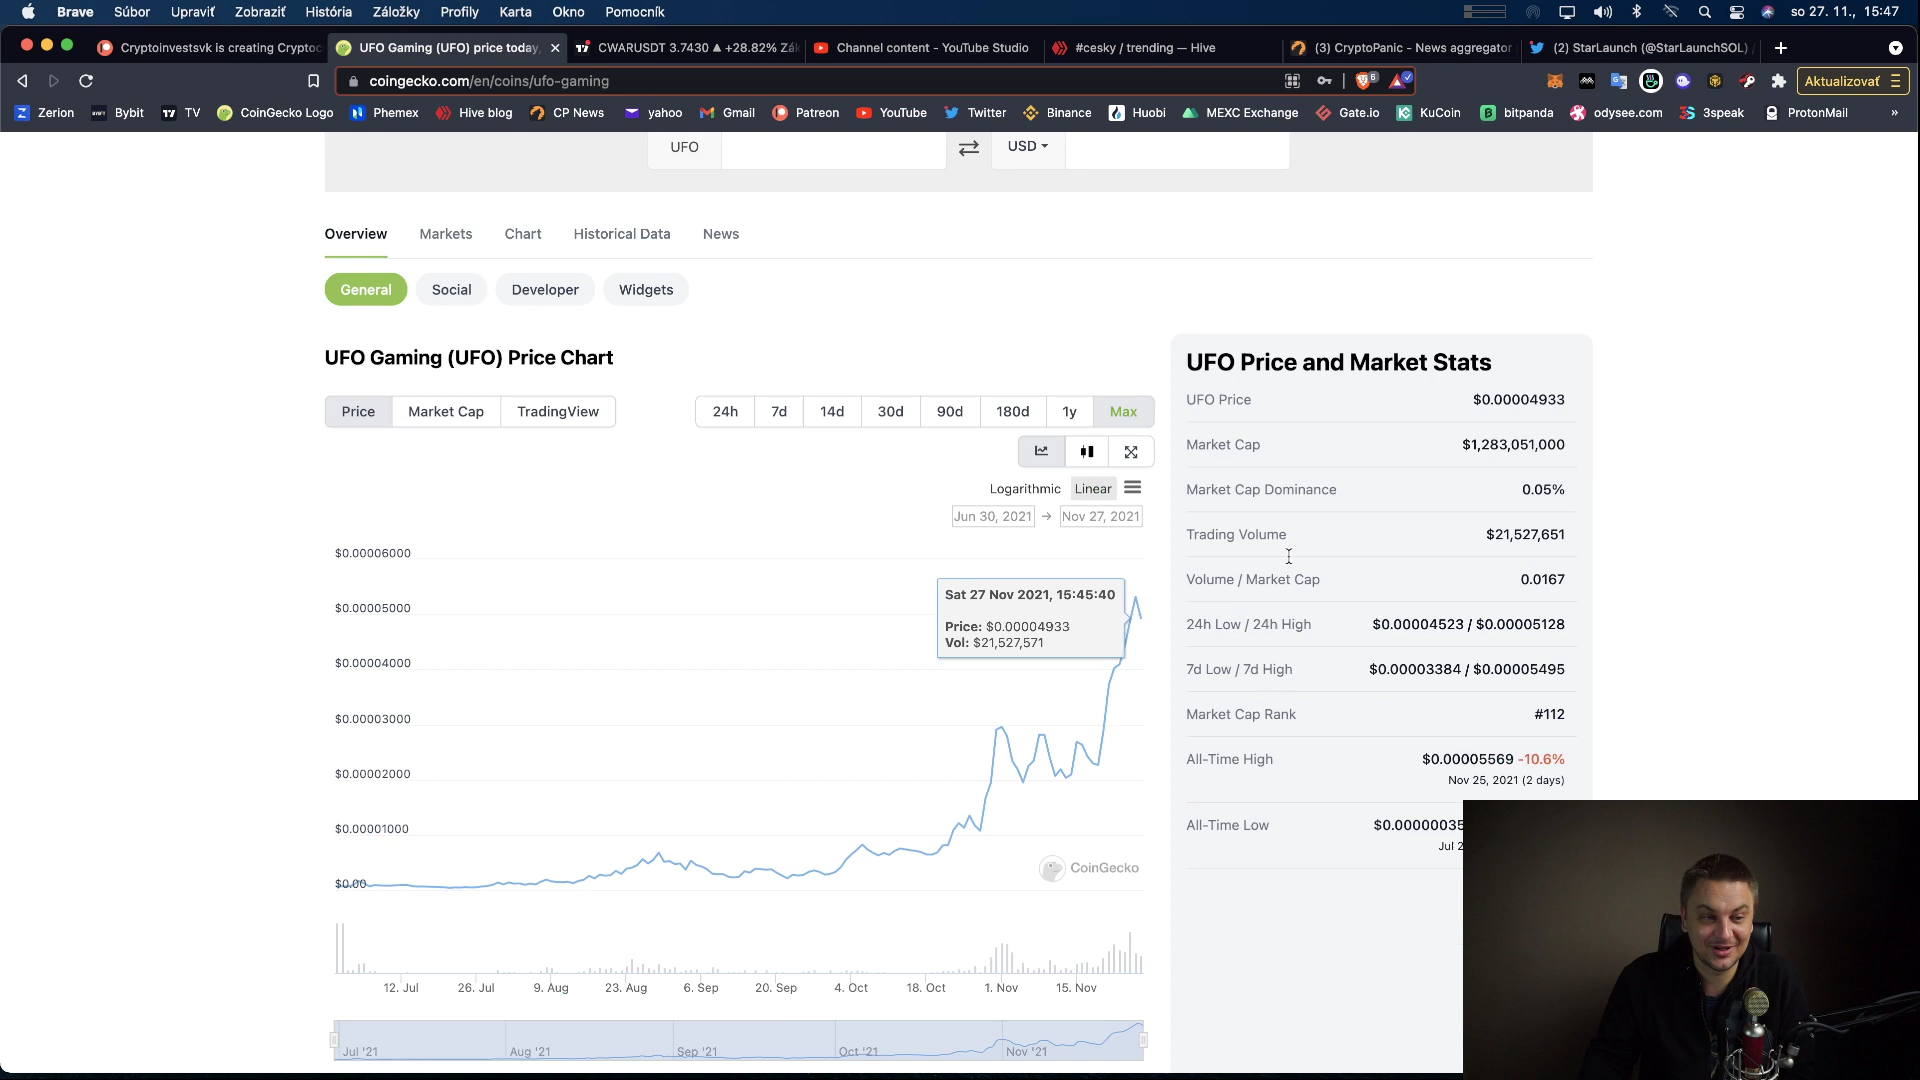 Brave Súbor Upraviť Zobraziť História Záložky Profily Karta Okno Pomocník so 27. 11., 15:47
Cryptoinvestsvk is creating Cryptoc
UFO Gaming (UFO) price today,
CWARUSDT 3.7430 ▲ +28.82% Zák
Channel content - YouTube Studio
#cesky / trending — Hive
(3) CryptoPanic - News aggregator
(2) StarLaunch (@StarLaunchSOL) /
coingecko.com/en/coins/ufo-gaming
6
Aktualizovať
Zerion Bybit TV CoinGecko Logo Phemex Hive blog CP News yahoo Gmail Patreon YouTube Twitter Binance Huobi MEXC Exchange Gate.io KuCoin bitpanda odysee.com 3speak ProtonMail »
UFO USD
Overview Markets Chart Historical Data News
General Social Developer Widgets
UFO Gaming (UFO) Price Chart
Price Market Cap TradingView
24h 7d 14d 30d 90d 180d 1y Max
Logarithmic Linear
Jun 30, 2021 → Nov 27, 2021
$0.00006000
$0.00005000
$0.00004000
$0.00003000
$0.00002000
$0.00001000
$0.00
Sat 27 Nov 2021, 15:45:40
Price: $0.00004933
Vol: $21,527,571
CoinGecko
12. Jul 26. Jul 9. Aug 23. Aug 6. Sep 20. Sep 4. Oct 18. Oct 1. Nov 15. Nov
Jul '21 Aug '21 Sep '21 Oct '21 Nov '21
UFO Price and Market Stats
UFO Price $0.00004933
Market Cap $1,283,051,000
Market Cap Dominance 0.05%
Trading Volume $21,527,651
Volume / Market Cap 0.0167
24h Low / 24h High $0.00004523 / $0.00005128
7d Low / 7d High $0.00003384 / $0.00005495
Market Cap Rank #112
All-Time High $0.00005569 -10.6%
Nov 25, 2021 (2 days)
All-Time Low $0.00000035
Jul 2